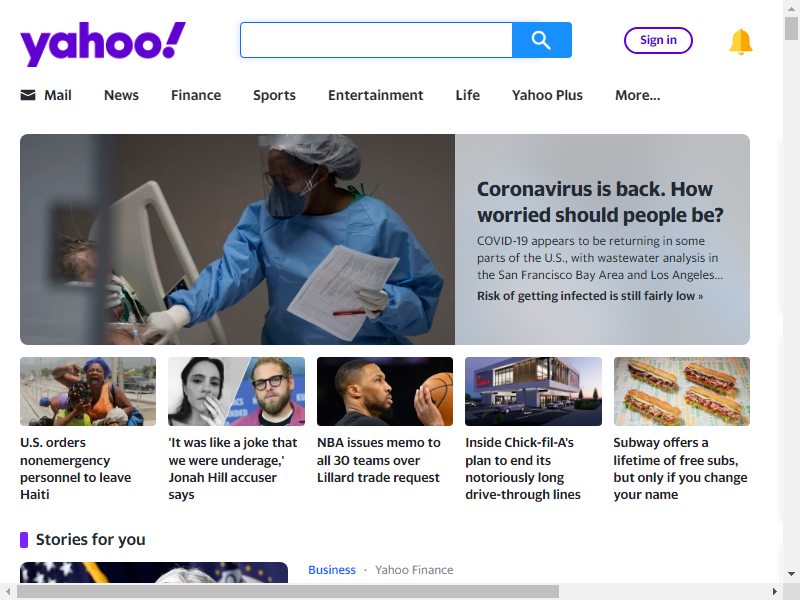 yahoo!
Sign in
Mail
News
Finance
Sports
Entertainment
Life
Yahoo Plus
More...
Coronavirus is back. How
worried should people be?
COVID-19 appears to be returning in some
parts of the U.S., with wastewater analysis in
the San Francisco Bay Area and Los Angeles...
Risk of getting infected is still fairly low »
U.S. orders
nonemergency
personnel to leave
Haiti
'It was like a joke that
we were underage,'
Jonah Hill accuser
says
NBA issues memo to
all 30 teams over
Lillard trade request
Inside Chick-fil-A's
plan to end its
notoriously long
drive-through lines
Subway offers a
lifetime of free subs,
but only if you change
your name
Stories for you
Business · Yahoo Finance